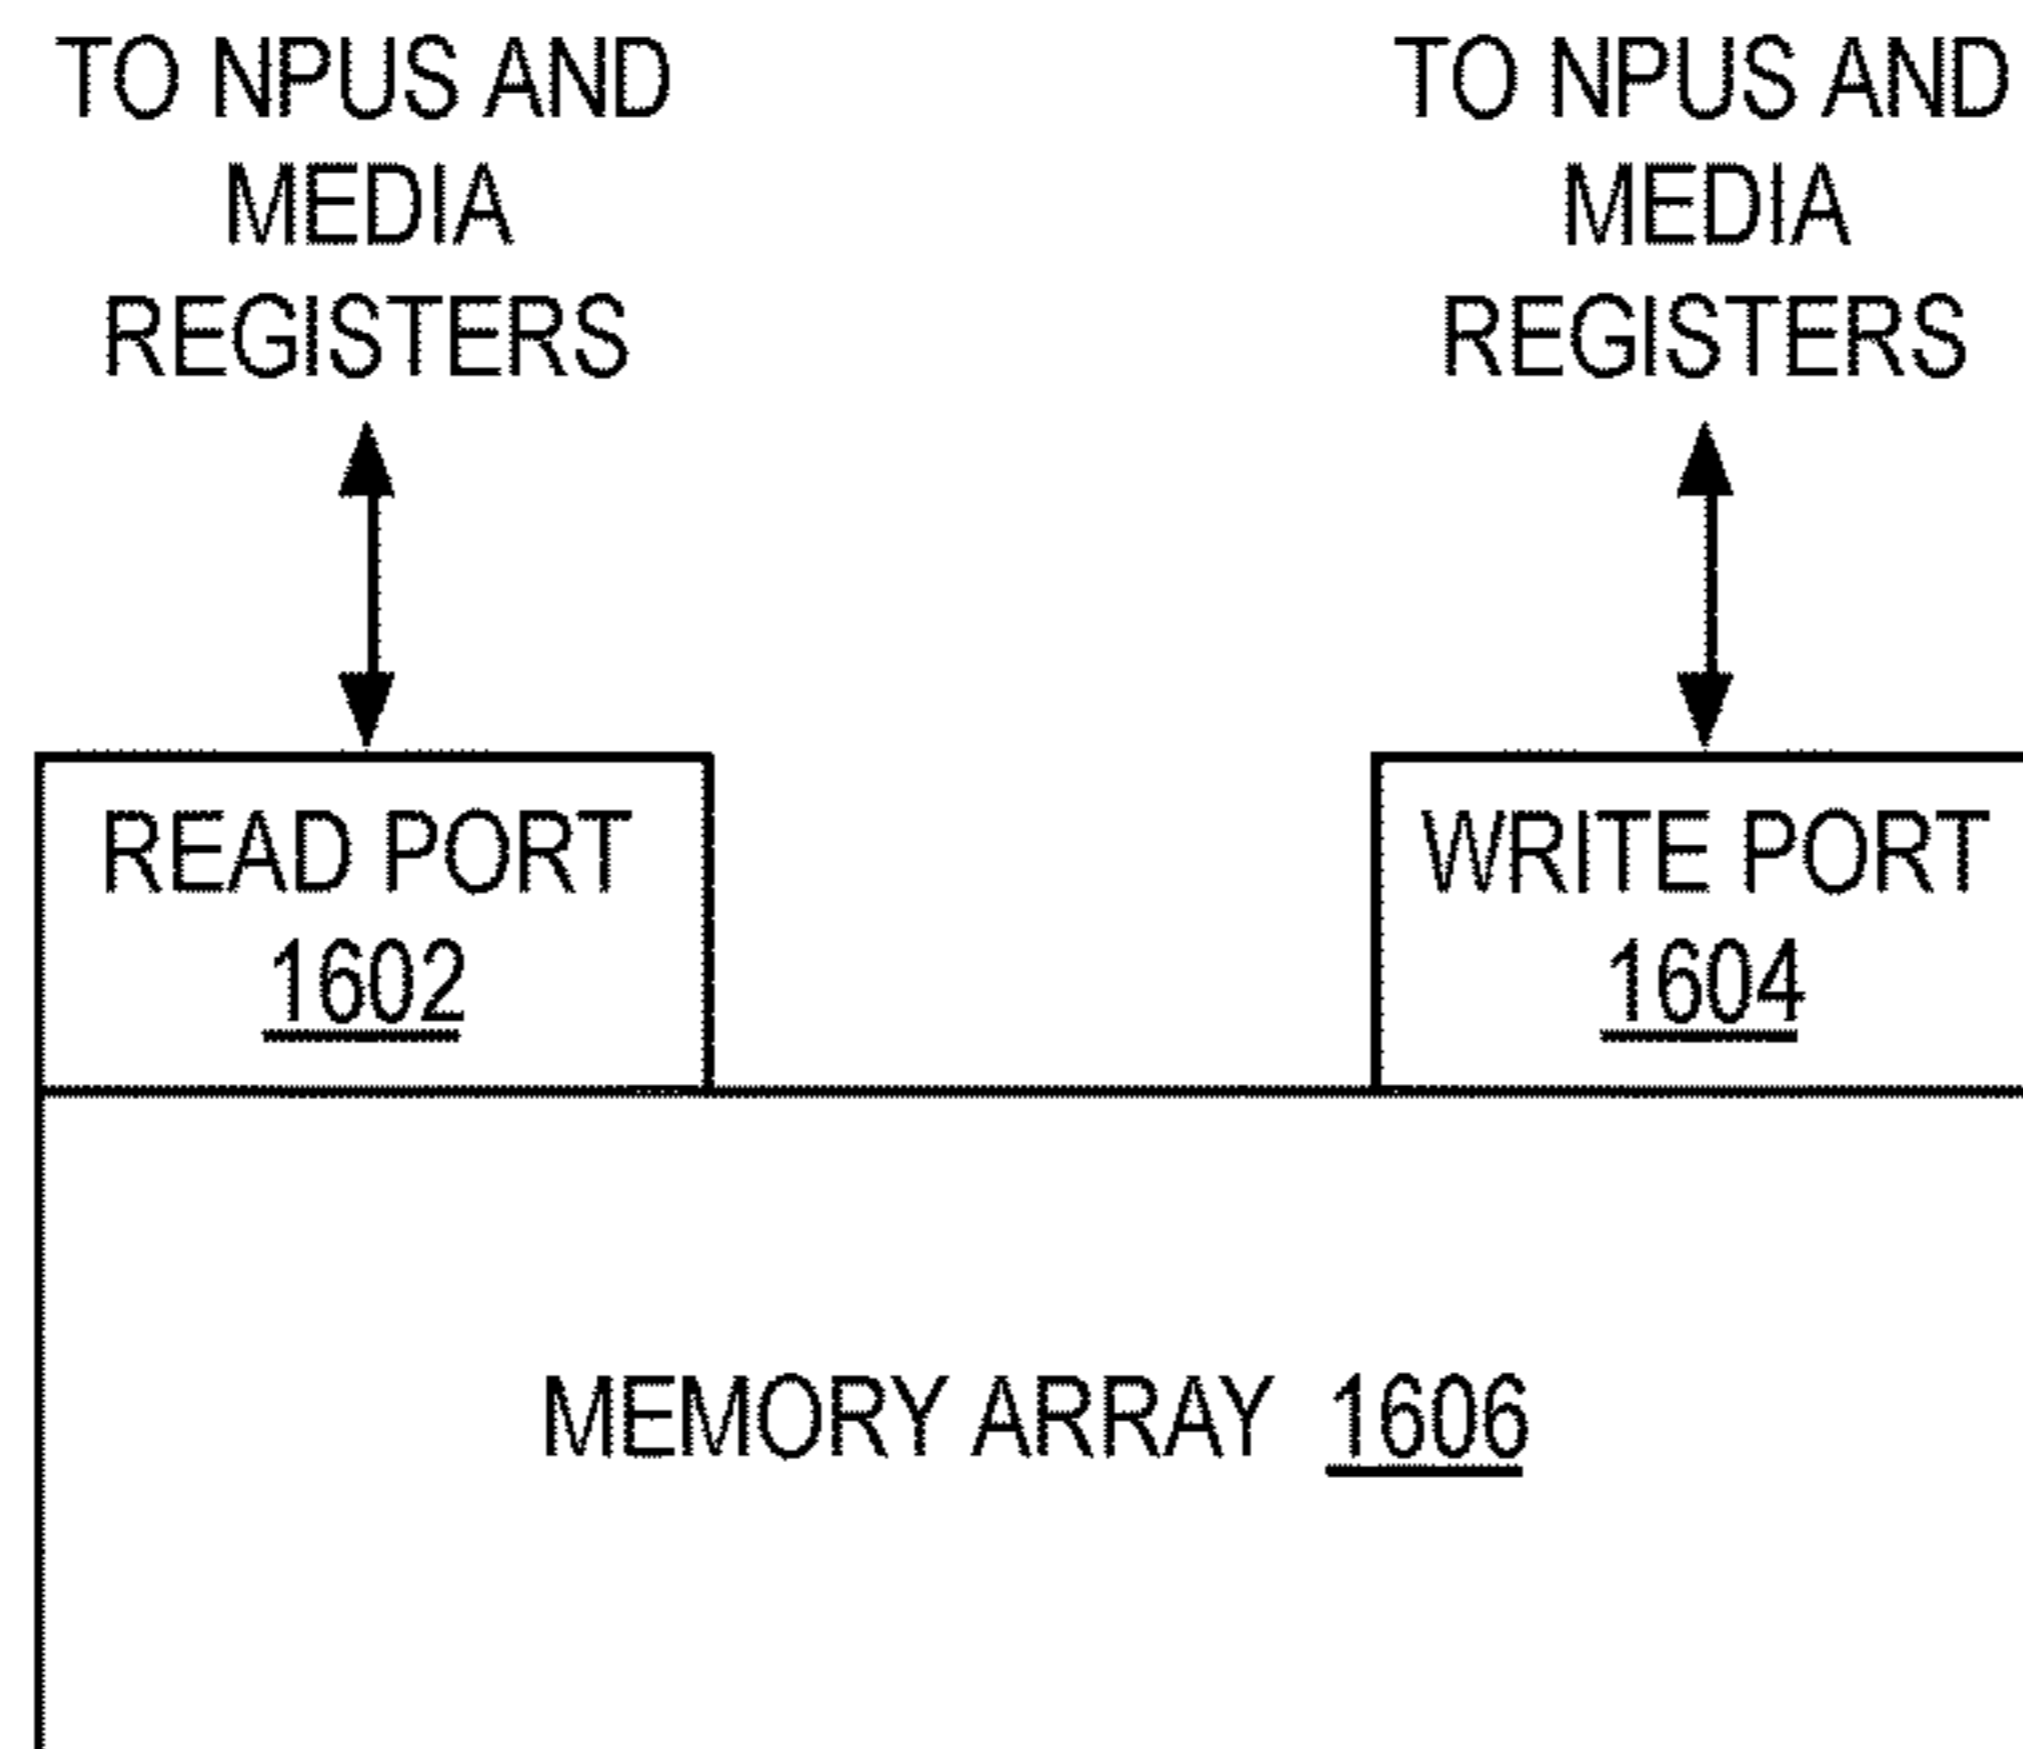 TO NPUS AND
MEDIA
REGISTERS
TO NPUS AND
MEDIA
REGISTERS
READ PORT
1602
WRITE PORT
1604
MEMORY ARRAY 1606